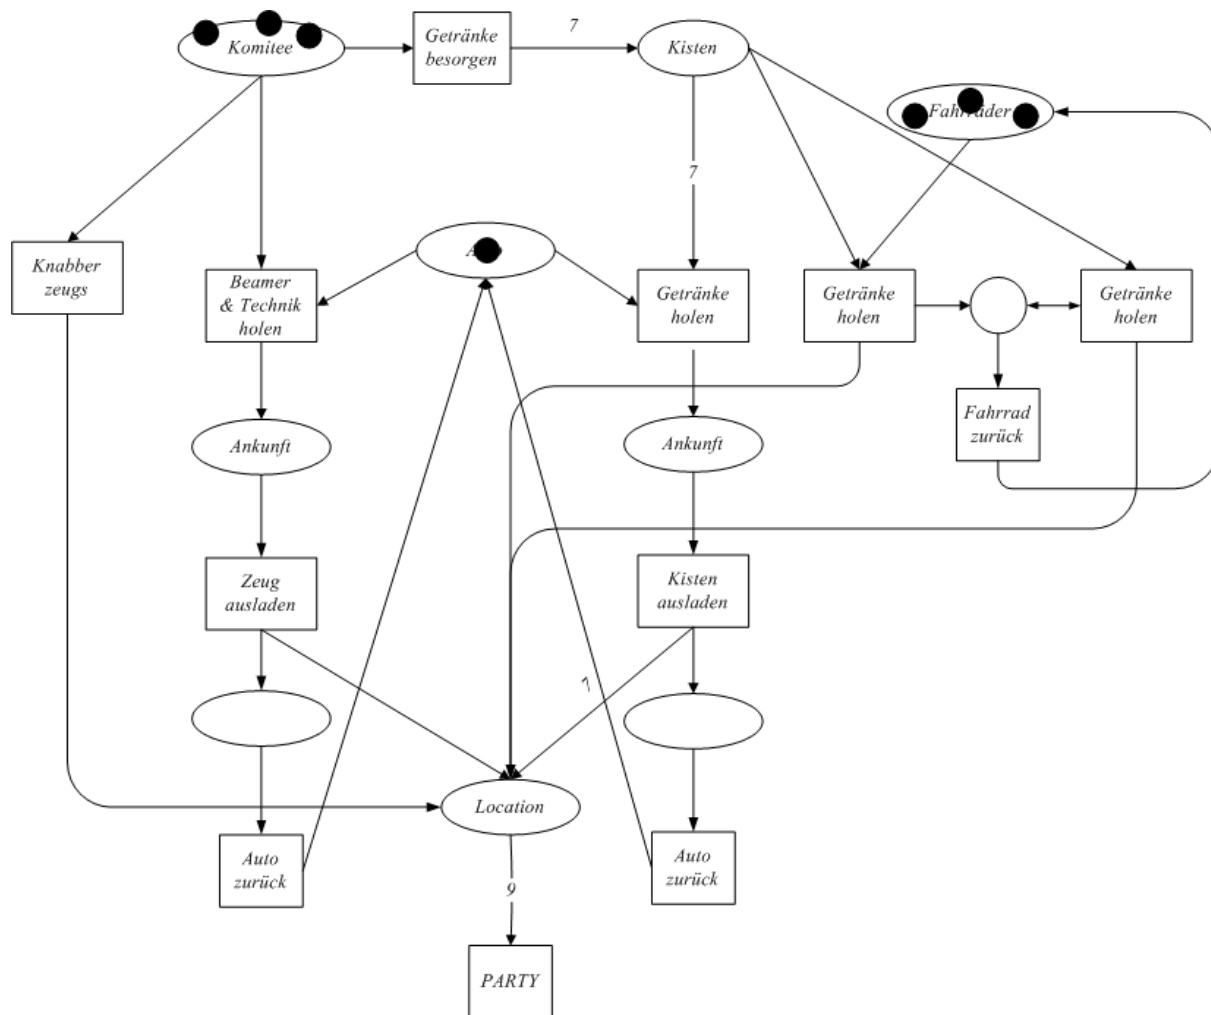 Komitee
Getränke
besorgen
7
Kisten
Fahrräder
7
Knabber
zeugs
Beamer
& Technik
holen
Getränke
holen
Getränke
holen
Getränke
holen
Fahrrad
zurück
Ankunft
Ankunft
Zeug
ausladen
Kisten
ausladen
7
Location
Auto
zurück
Auto
zurück
9
PARTY